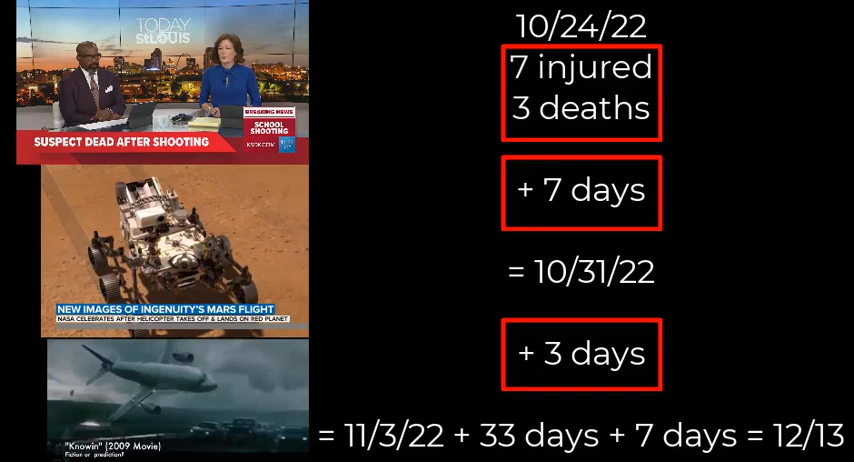 TODAY
StLOUIS
BREAKING NEWS
SCHOOL
SHOOTING
SUSPECT DEAD AFTER SHOOTING
KSDK.COM
NEW IMAGES OF INGENUITY'S MARS FLIGHT
NASA CELEBRATES AFTER HELICOPTER TAKES OFF & LANDS ON RED PLANET
"Knowin" (2009 Movie)
Fiction or prediction?
10/24/22
7 injured
3 deaths
+ 7 days
= 10/31/22
+ 3 days
= 11/3/22 + 33 days + 7 days = 12/13